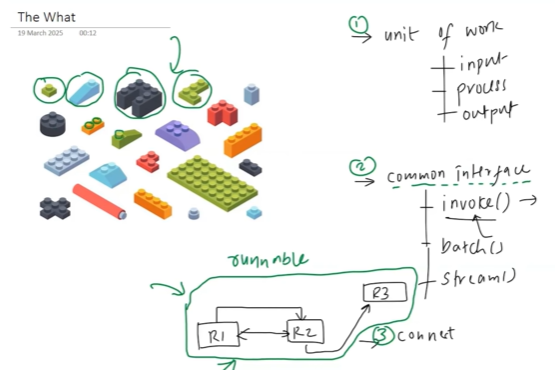 The What
19 March 2025 00:12
① unit of work
input
process
output
② common interface
invoke()
batch()
stream()
runnable
R1
R2
R3
③ connect